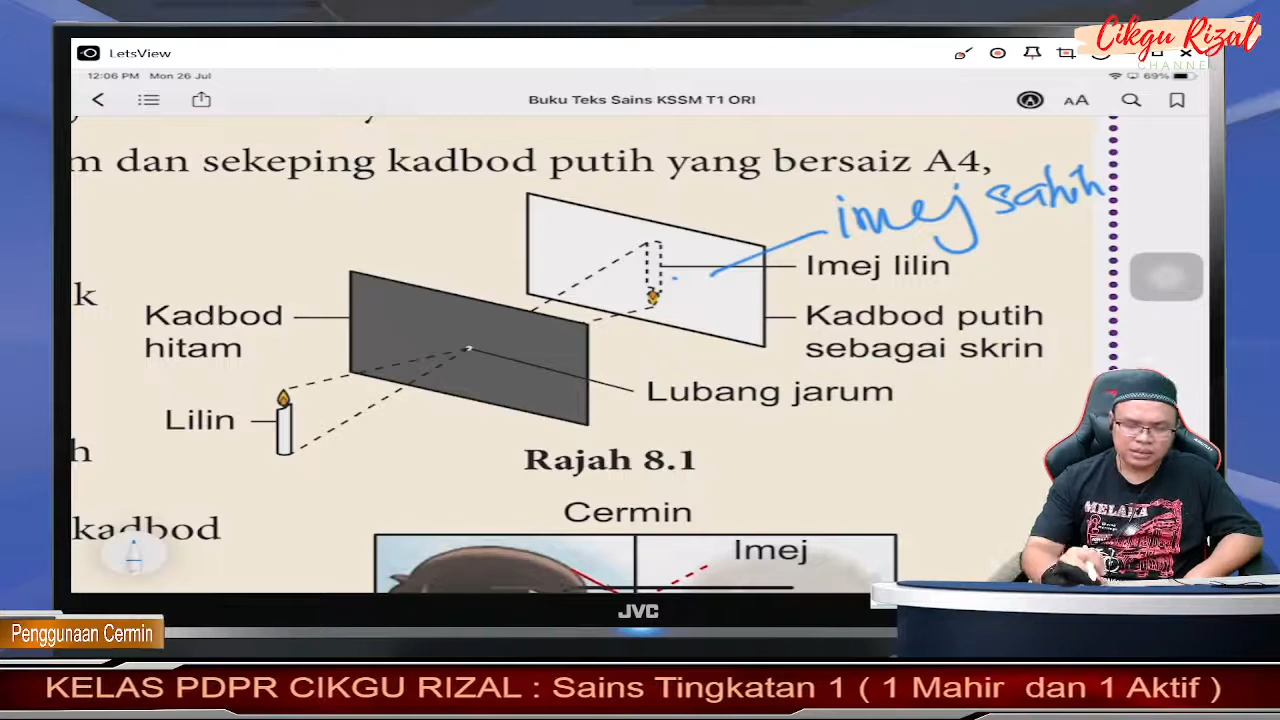 Cikgu Rizal
CHANNEL
LetsView
12:06 PM Mon 26 Jul
69%
Buku Teks Sains KSSM T1 ORI
AA
m dan sekeping kadbod putih yang bersaiz A4,
imej sahih
Imej lilin
k
Kadbod
hitam
Kadbod putih
sebagai skrin
Lubang jarum
Lilin
h
Rajah 8.1
kadbod
Cermin
Imej
MELAKA
JVC
Penggunaan Cermin
KELAS PDPR CIKGU RIZAL : Sains Tingkatan 1 ( 1 Mahir dan 1 Aktif )